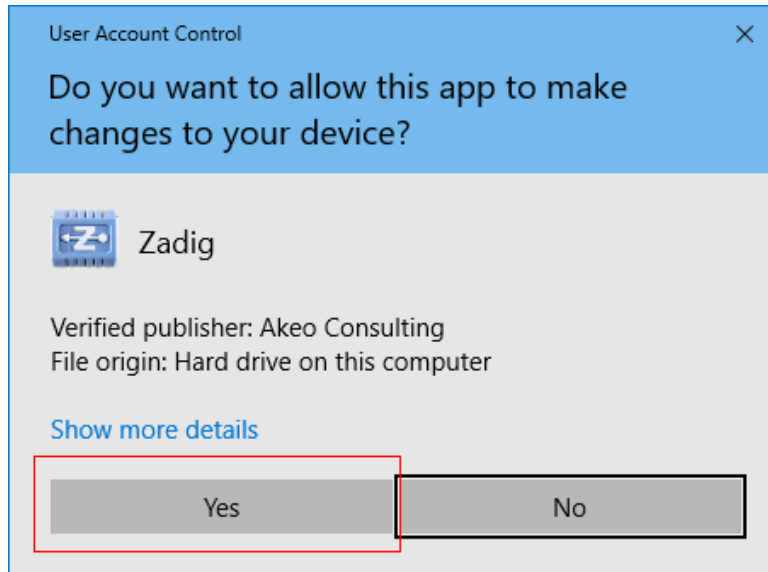 User Account Control
Do you want to allow this app to make
changes to your device?
Zadig
Verified publisher: Akeo Consulting
File origin: Hard drive on this computer
Show more details
Yes
No